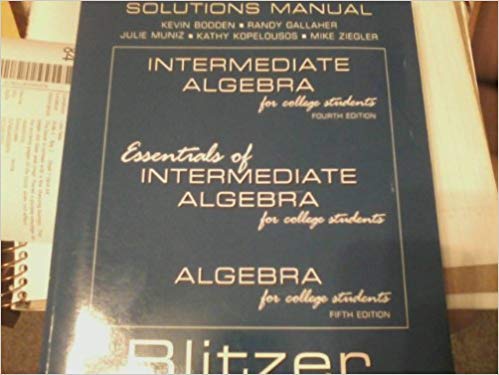 SOLUTIONS MANUAL
KEVIN BODDEN ▪ RANDY GALLAHER
JULIE MUNIZ ▪ KATHY KOPELOUSOS ▪ MIKE ZIEGLER
INTERMEDIATE
ALGEBRA
for college students
FOURTH EDITION
Essentials of
INTERMEDIATE
ALGEBRA
for college students
ALGEBRA
for college students
FIFTH EDITION
Blitzer